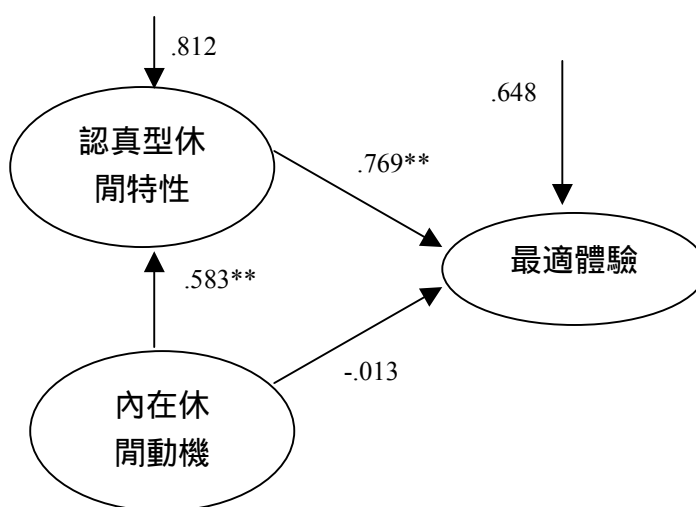 .812
.648
認真型休
閒特性
.769**
最適體驗
.583**
-.013
內在休
閒動機